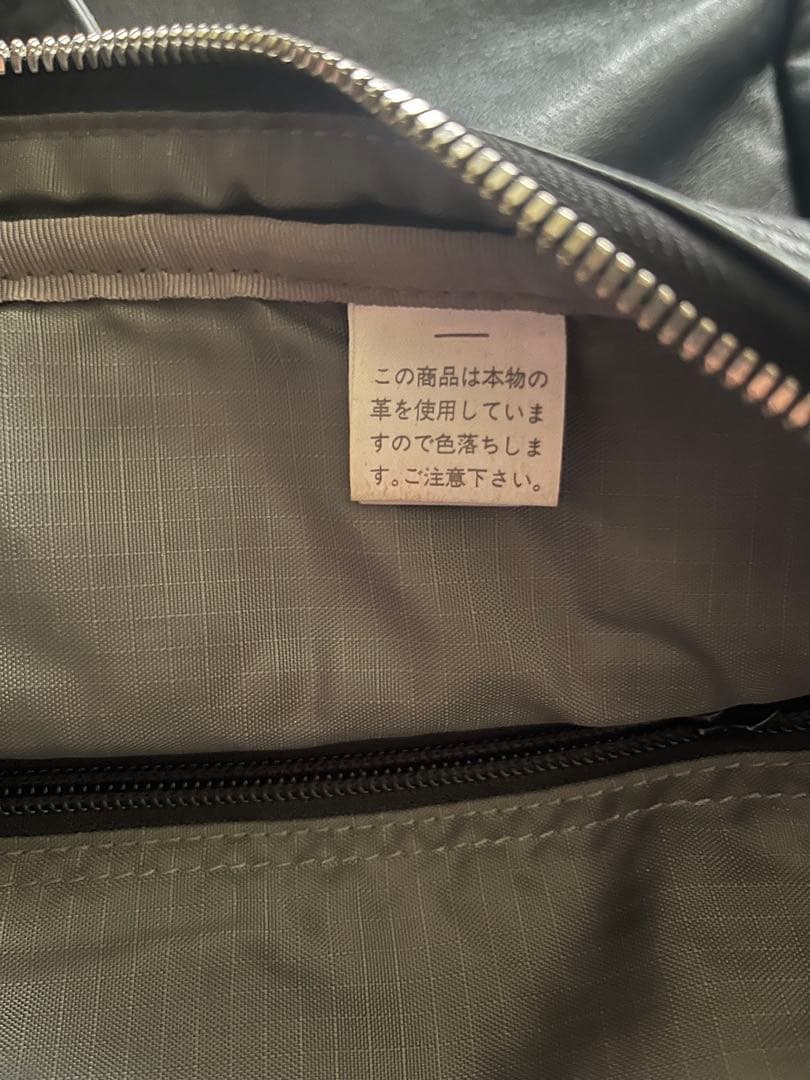 この商品は本物の
革を使用していま
すので色落ちしま
す。ご注意下さい。